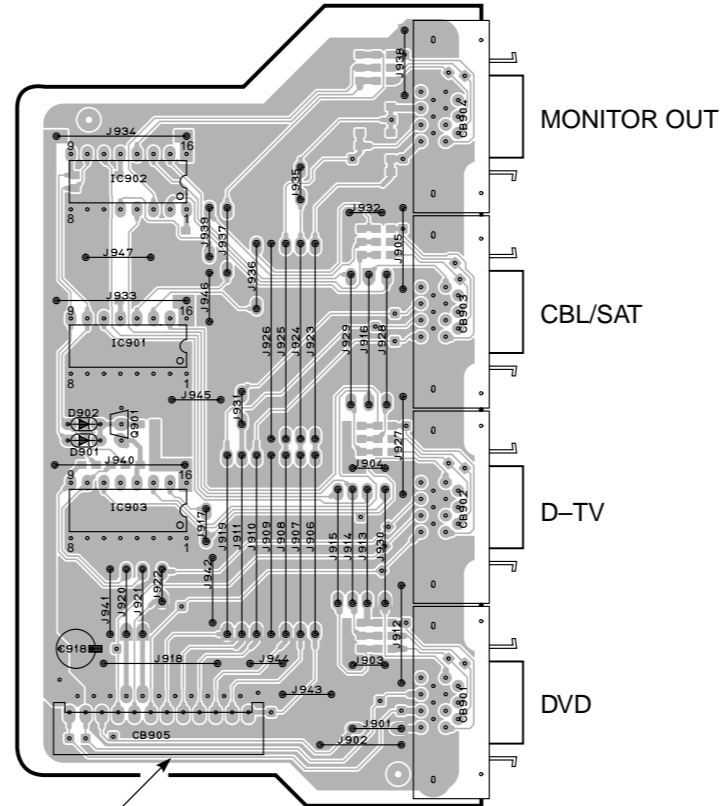 J938
CB904
MONITOR OUT
J934
9
16
IC902
8
1
J935
J932
J939
J937
J905
J947
J936
J946
J933
9
16
IC901
8
1
J926
J925
J924
J923
J929
J916
J928
CB903
CBL/SAT
J945
J931
D902
D901
Q901
J940
9
16
IC903
8
1
J904
J927
CB902
D–TV
J917
J919
J911
J910
J909
J908
J907
J906
J915
J914
J913
J930
J942
J941
J920
J921
J922
C918
J918
J944
J943
J903
J912
CB901
DVD
J901
J902
CB905